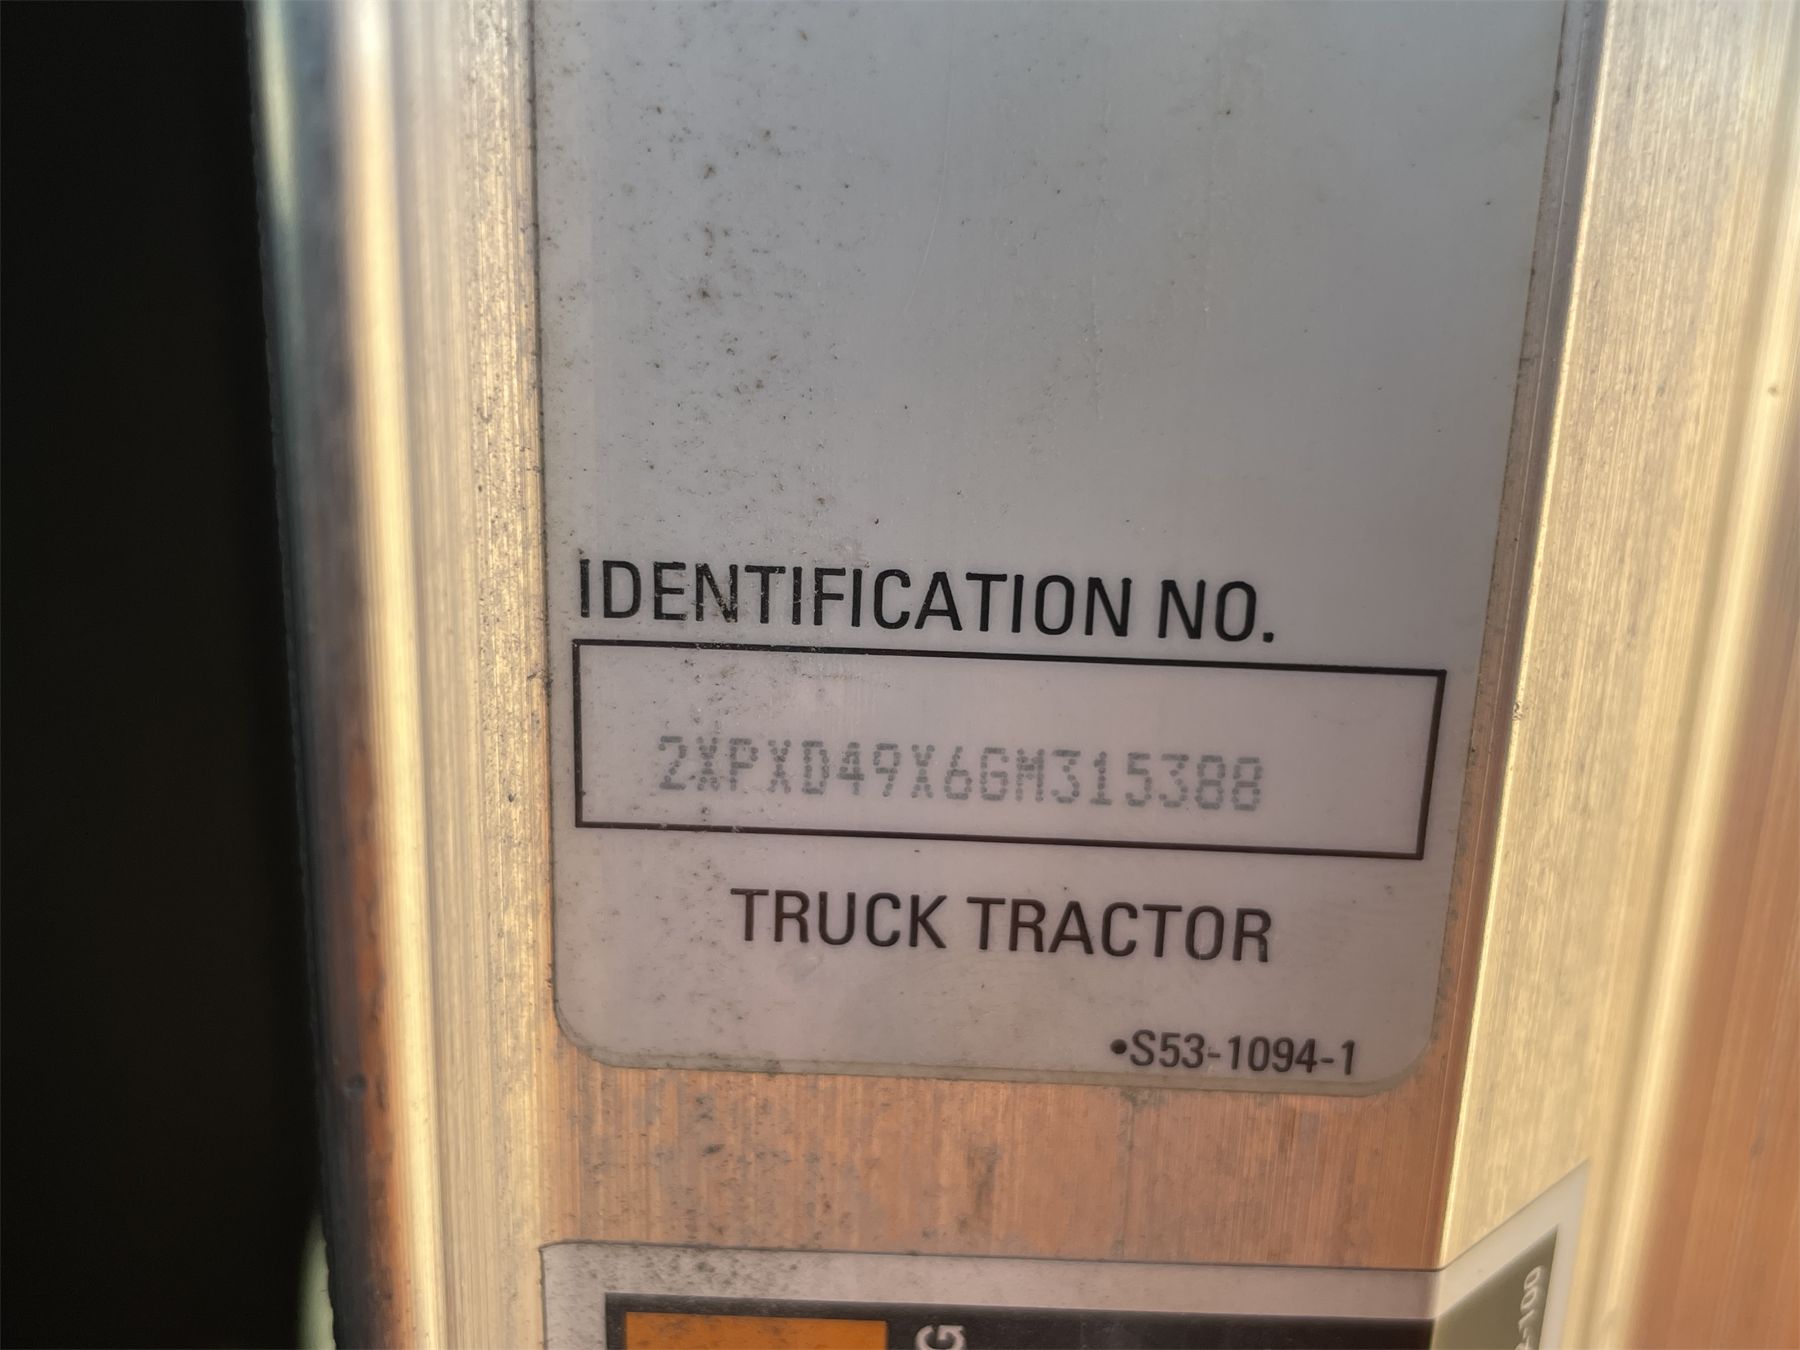 IDENTIFICATION NO.
2XPXD49X6GM315388
TRUCK TRACTOR
•S53-1094-1